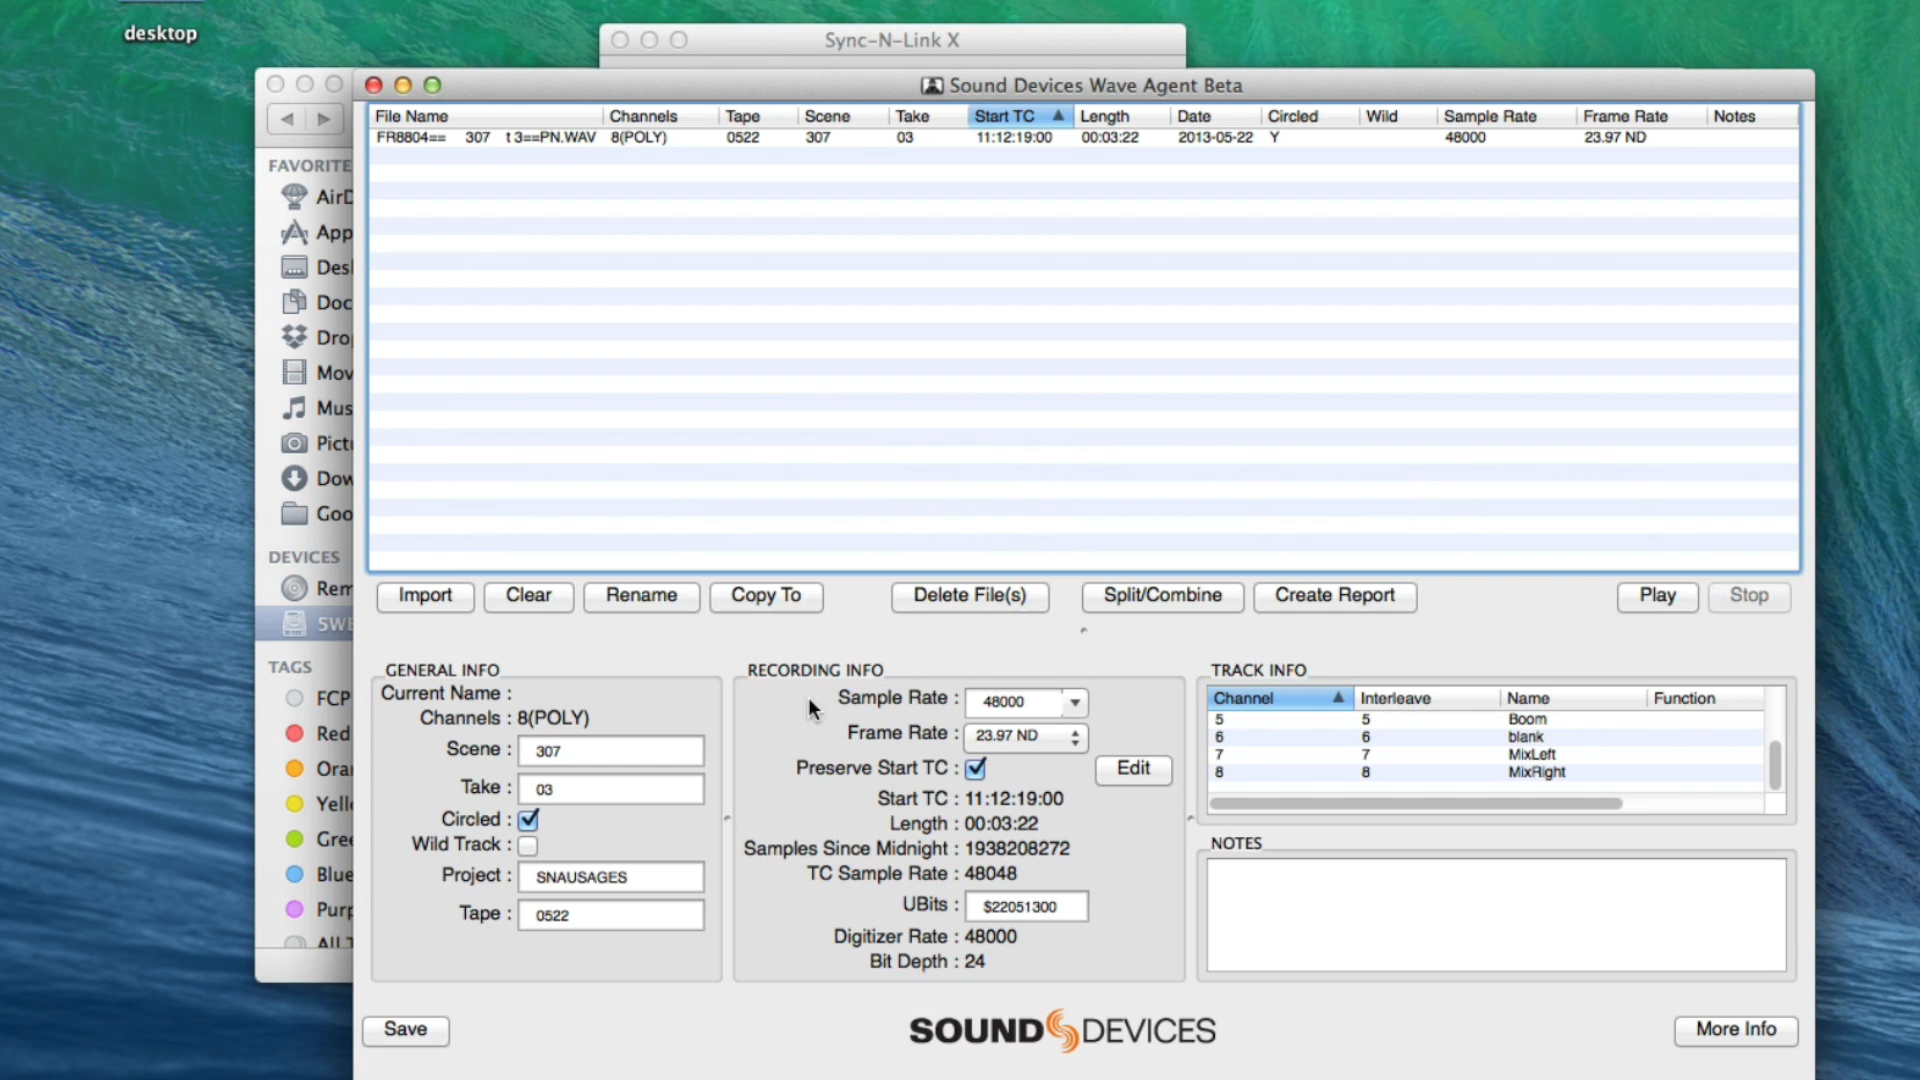 desktop
Sync-N-Link X
Sound Devices Wave Agent Beta
File Name Channels Tape Scene Take Start TC Length Date Circled Wild Sample Rate Frame Rate Notes
FR8804== 307 t 3==PN.WAV 8(POLY) 0522 307 03 11:12:19:00 00:03:22 2013-05-22 Y 48000 23.97 ND
FAVORITE
AirD
App
Desl
Doc
Drop
Mov
Mus
Pictu
Dow
Goo
DEVICES
Rem
5WE
TAGS
FCP
Red
Oran
Yello
Gree
Blue
Purp
All T
Import Clear Rename Copy To Delete File(s) Split/Combine Create Report Play Stop
GENERAL INFO
Current Name :
Channels : 8(POLY)
Scene : 307
Take : 03
Circled :
Wild Track :
Project : SNAUSAGES
Tape : 0522
RECORDING INFO
Sample Rate : 48000
Frame Rate : 23.97 ND
Preserve Start TC : Edit
Start TC : 11:12:19:00
Length : 00:03:22
Samples Since Midnight : 1938208272
TC Sample Rate : 48048
UBits : $22051300
Digitizer Rate : 48000
Bit Depth : 24
TRACK INFO
Channel Interleave Name Function
5 5 Boom
6 6 blank
7 7 MixLeft
8 8 MixRight
NOTES
Save
SOUND DEVICES
More Info